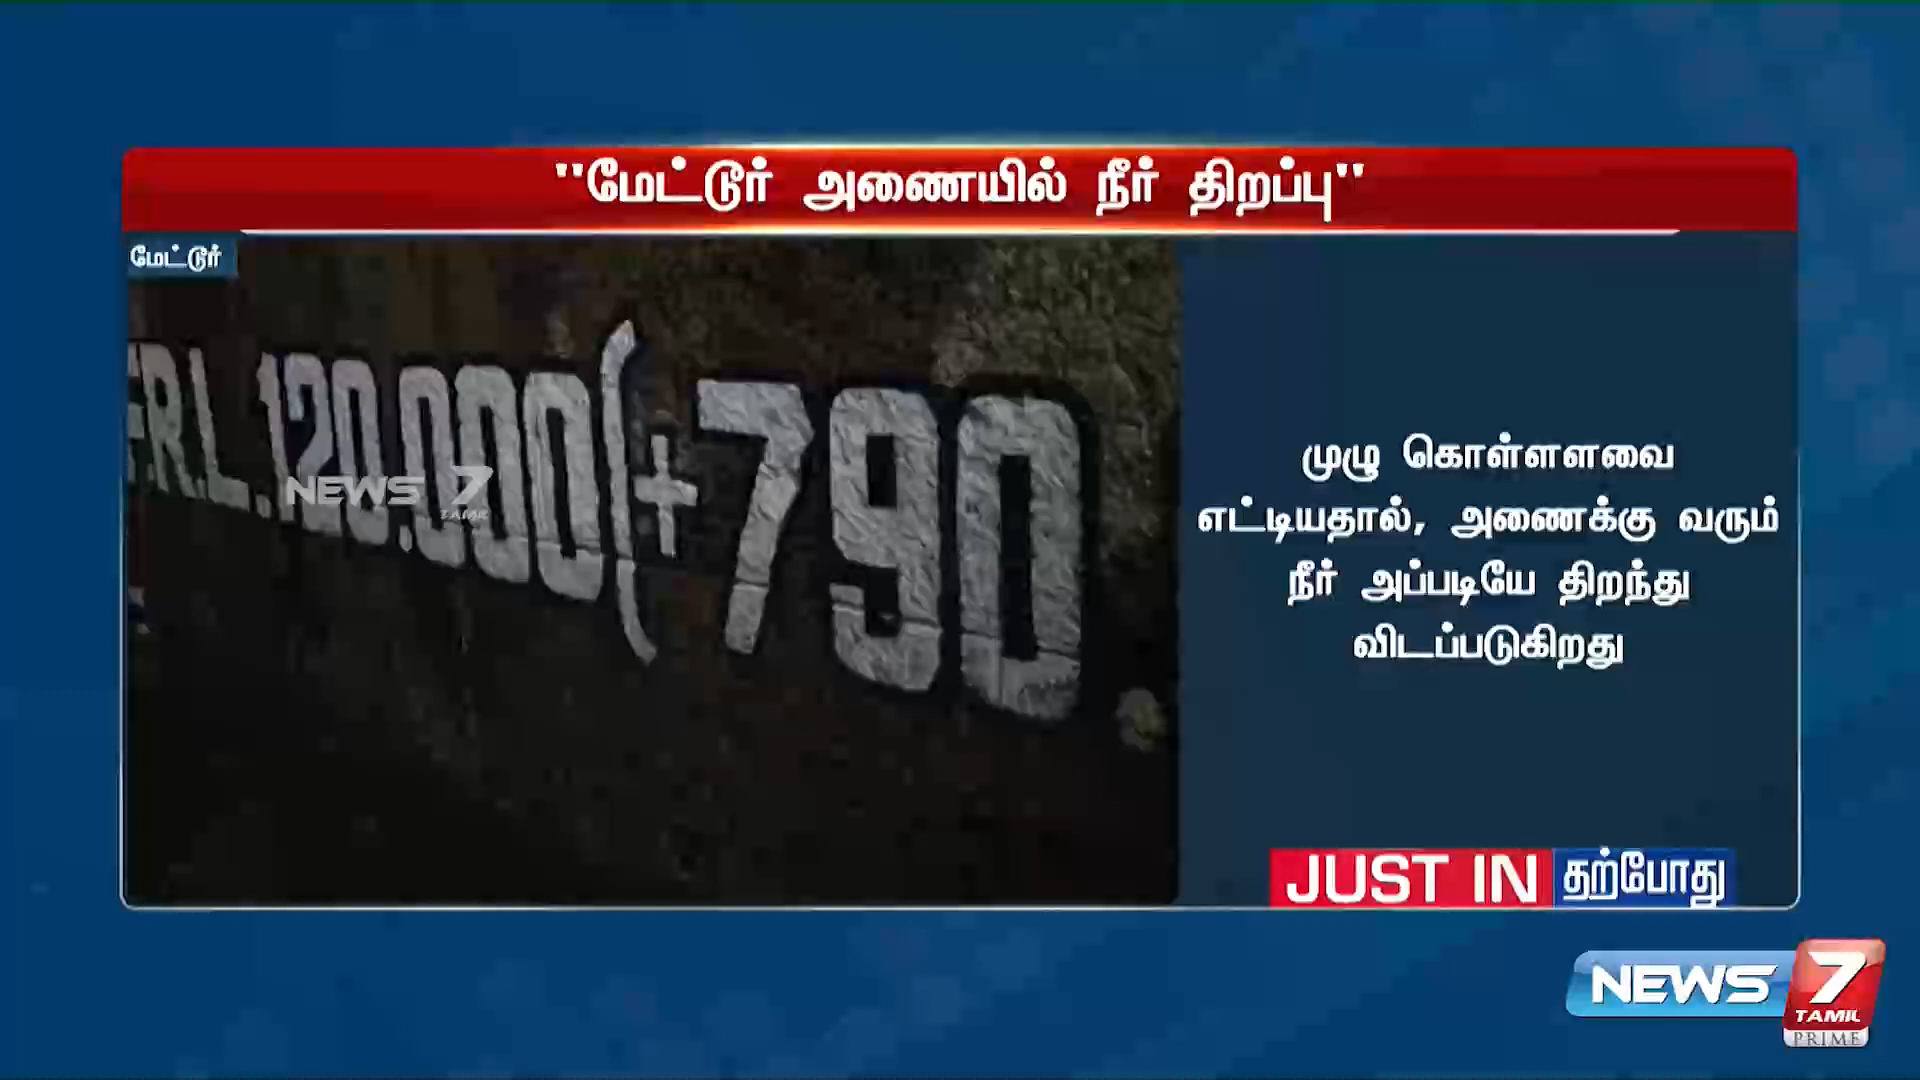 "மேட்டூர் அணையில் நீர் திறப்பு"
மேட்டூர்
F.R.L.120.000(+790
NEWS 7
TAMIL
முழு கொள்ளளவை
எட்டியதால், அணைக்கு வரும்
நீர் அப்படியே திறந்து
விடப்படுகிறது
JUST IN தற்போது
NEWS 7
TAMIL
PRIME